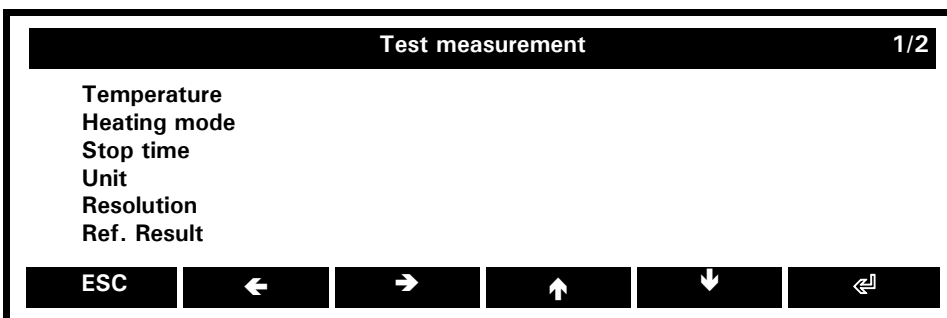 Test measurement 1/2
Temperature
Heating mode
Stop time
Unit
Resolution
Ref. Result
ESC ← → ↑ ↓ ↵